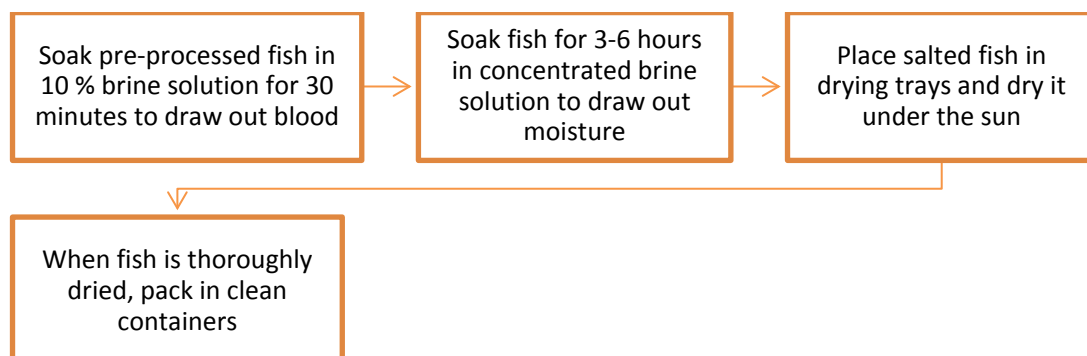 Soak pre-processed fish in
10 % brine solution for 30
minutes to draw out blood
Soak fish for 3-6 hours
in concentrated brine
solution to draw out
moisture
Place salted fish in
drying trays and dry it
under the sun
When fish is thoroughly
dried, pack in clean
containers